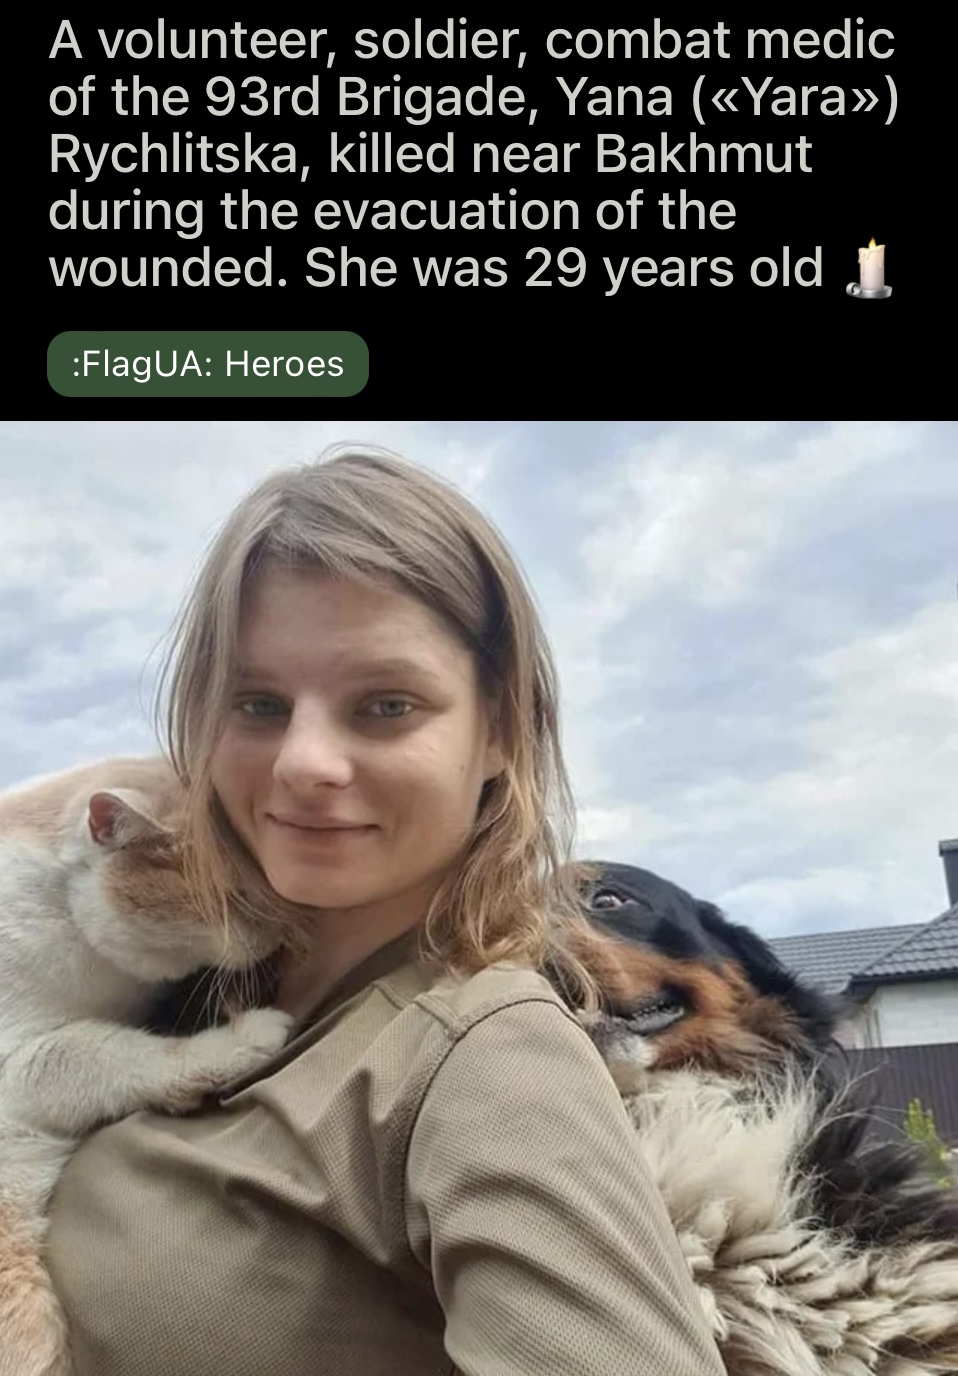 A volunteer, soldier, combat medic
of the 93rd Brigade, Yana («Yara»)
Rychlitska, killed near Bakhmut
during the evacuation of the
wounded. She was 29 years old 🕯️
:FlagUA: Heroes